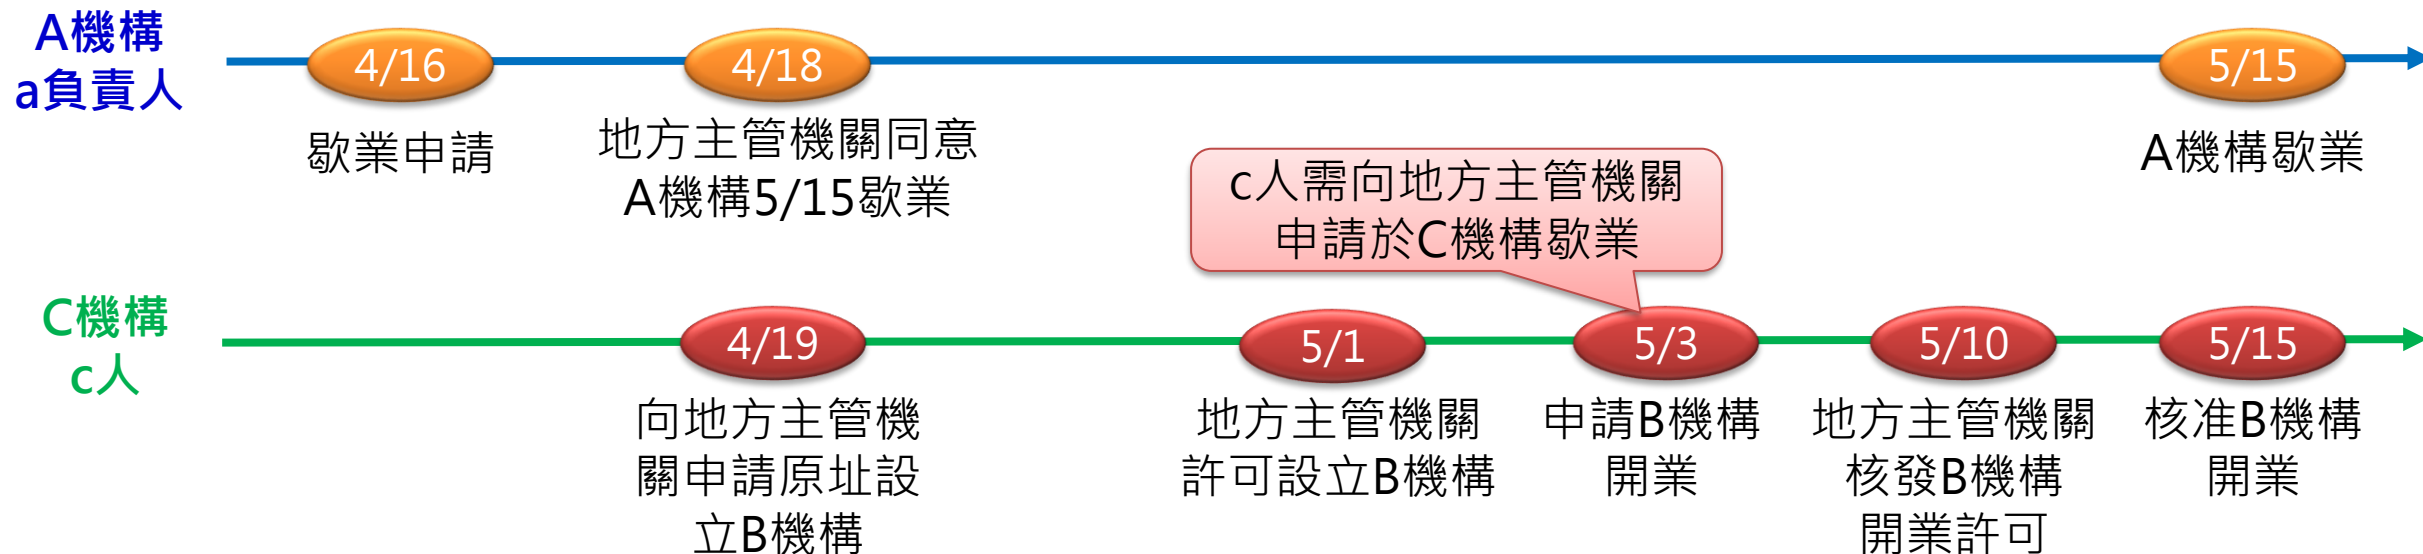 A機構
a負責人
4/16
4/18
5/15
歇業申請
地方主管機關同意
A機構5/15歇業
A機構歇業
c人需向地方主管機關
申請於C機構歇業
C機構
c人
4/19
5/1
5/3
5/10
5/15
向地方主管機
關申請原址設
立B機構
地方主管機關
許可設立B機構
申請B機構
開業
地方主管機關
核發B機構
開業許可
核准B機構
開業